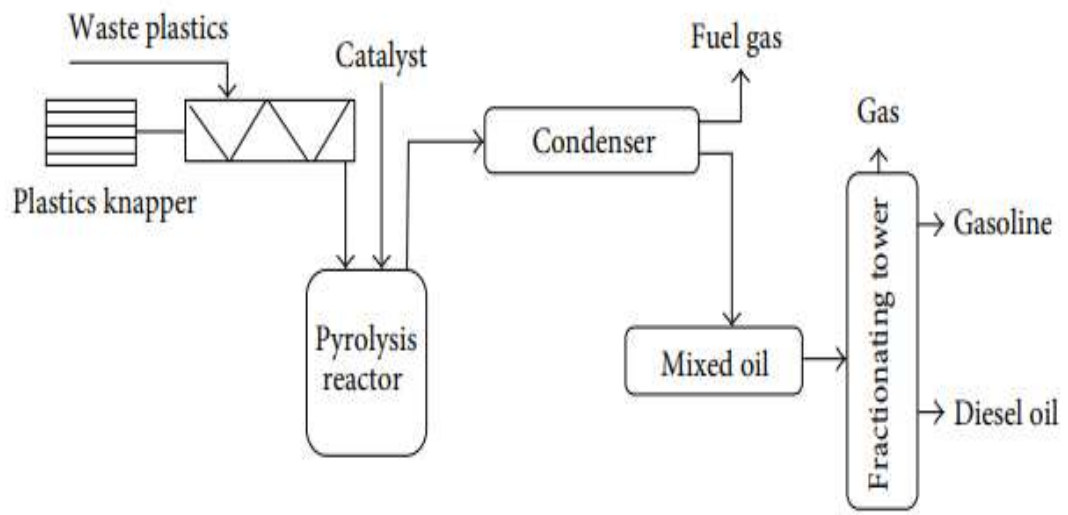 Waste plastics
Catalyst
Fuel gas
Gas
Condenser
Plastics knapper
Gasoline
Pyrolysis
reactor
Mixed oil
Fractionating tower
Diesel oil